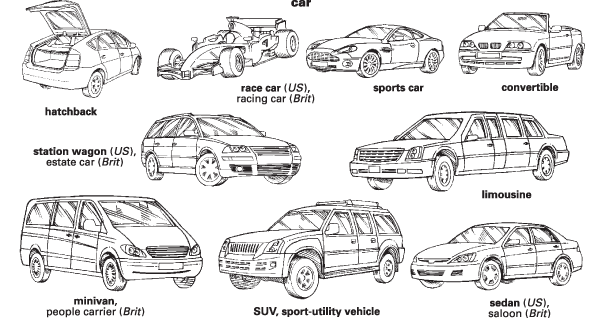 car
hatchback
race car (US),
racing car (Brit)
sports car
convertible
station wagon (US),
estate car (Brit)
limousine
minivan,
people carrier (Brit)
SUV, sport-utility vehicle
sedan (US),
saloon (Brit)